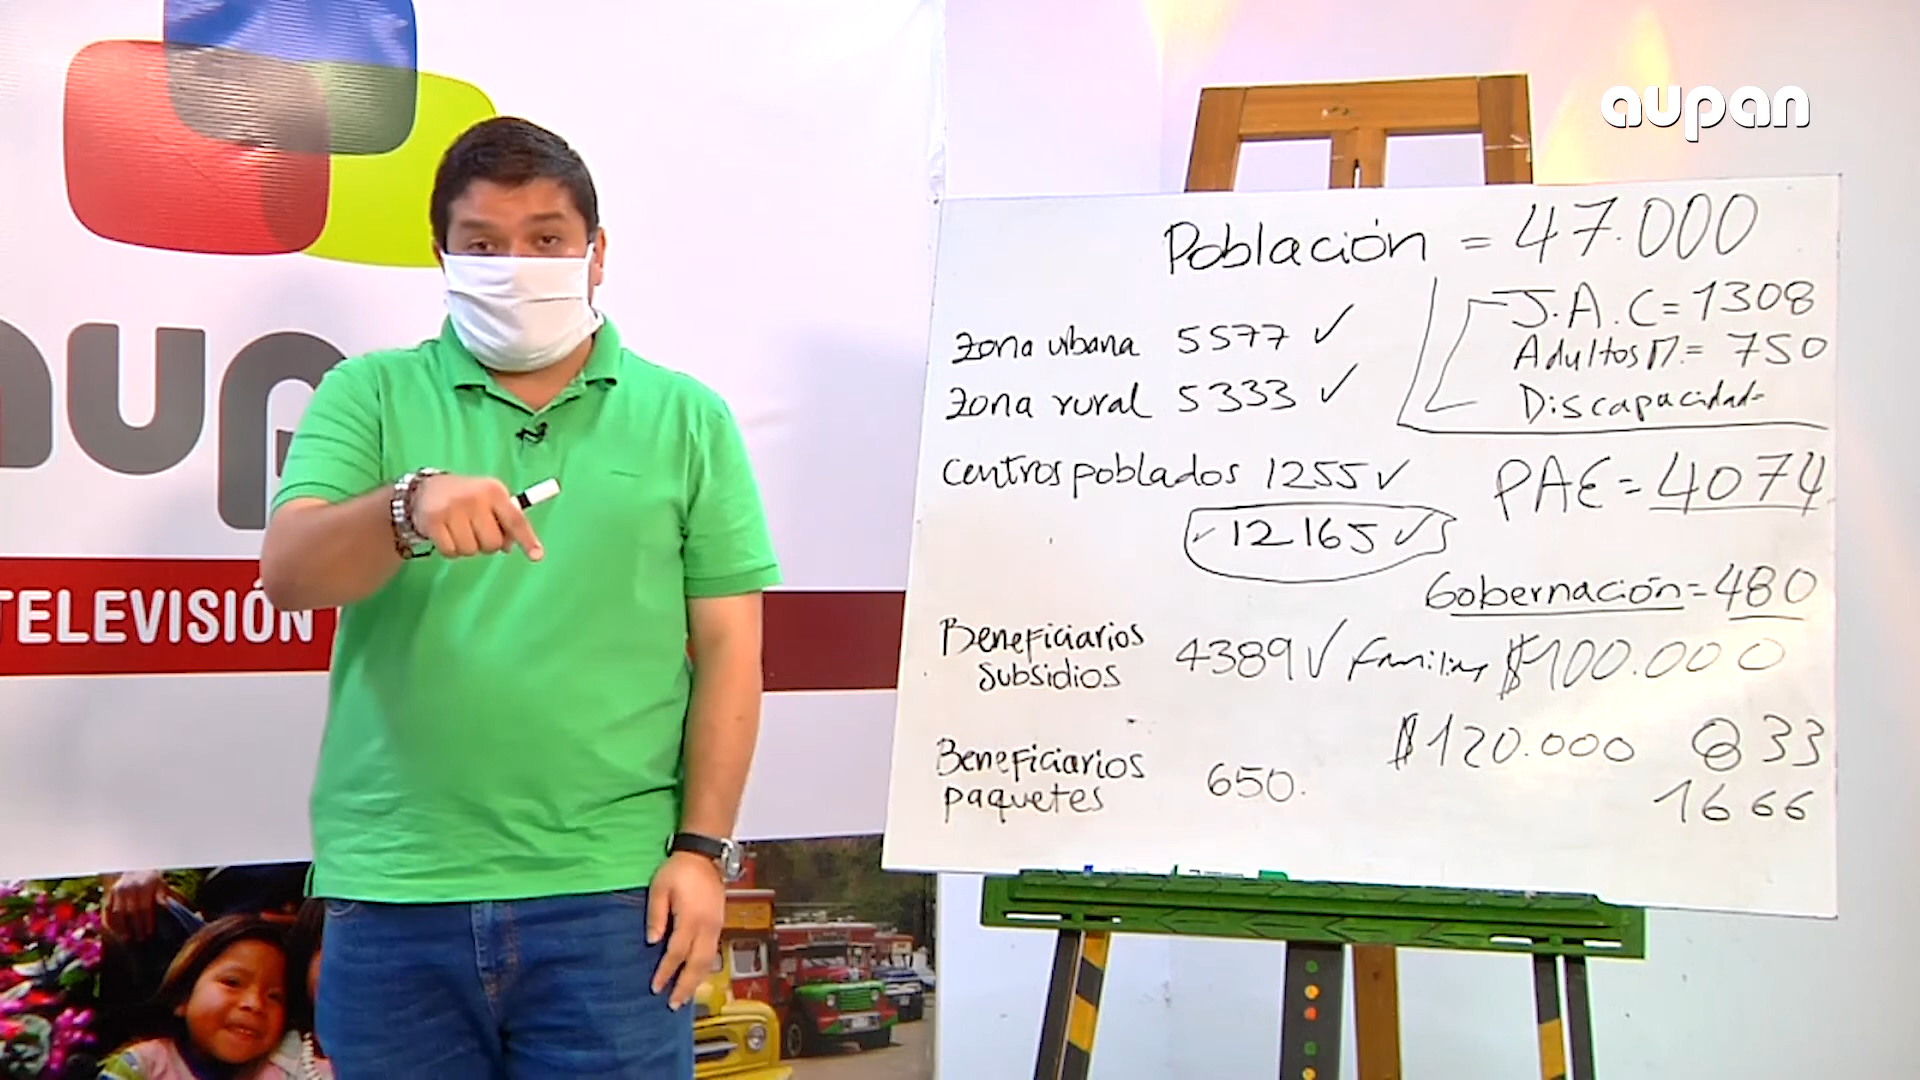 aupan
aup
TELEVISIÓN
Población = 47.000
J.A.C = 1308
Adultos M. = 750
Discapacidad
Zona urbana 5577 ✓
Zona rural 5333 ✓
Centros poblados 1255 ✓
PAE = 4074
12165 ✓
Gobernación = 480
Beneficiarios
Subsidios
4389 ✓ familias $100.000
$120.000
33
1666
Beneficiarios
paquetes
650.